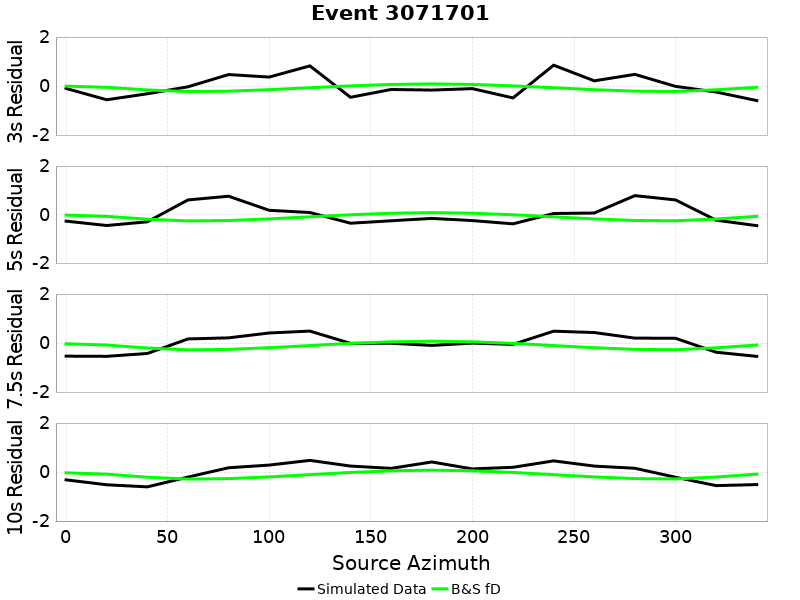 Event 3071701
3s Residual
2
0
-2
5s Residual
2
0
-2
7.5s Residual
2
0
-2
10s Residual
2
0
-2
0 50 100 150 200 250 300
Source Azimuth
Simulated Data B&S fD